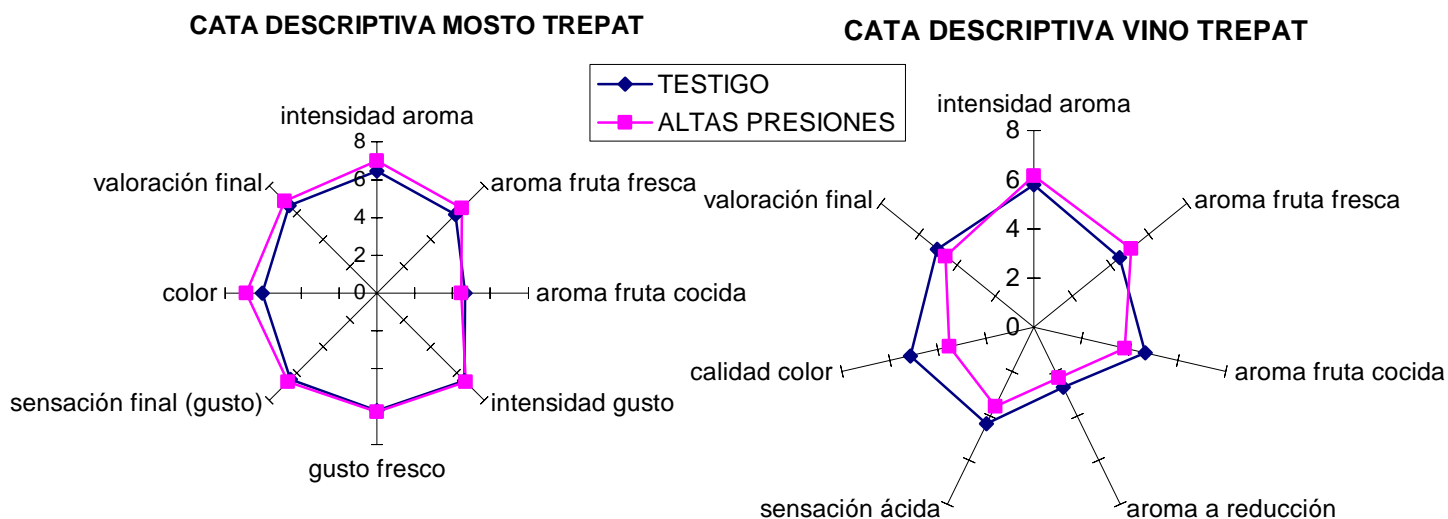 CATA DESCRIPTIVA MOSTO TREPAT
CATA DESCRIPTIVA VINO TREPAT
TESTIGO
ALTAS PRESIONES
intensidad aroma
aroma fruta fresca
aroma fruta cocida
intensidad gusto
gusto fresco
sensación final (gusto)
color
valoración final
8
6
4
2
0
intensidad aroma
aroma fruta fresca
aroma fruta cocida
aroma a reducción
sensación ácida
calidad color
valoración final
8
6
4
2
0